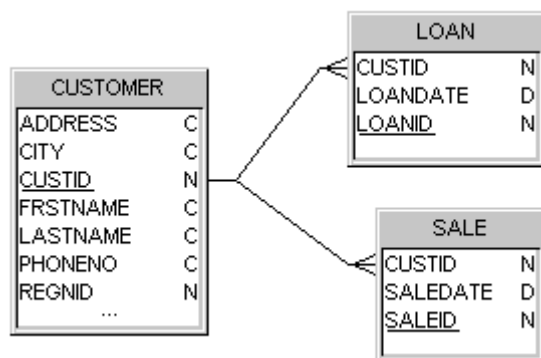 CUSTOMER
ADDRESS C
CITY C
CUSTID N
FRSTNAME C
LASTNAME C
PHONENO C
REGNID N
...
LOAN
CUSTID N
LOANDATE D
LOANID N
SALE
CUSTID N
SALEDATE D
SALEID N